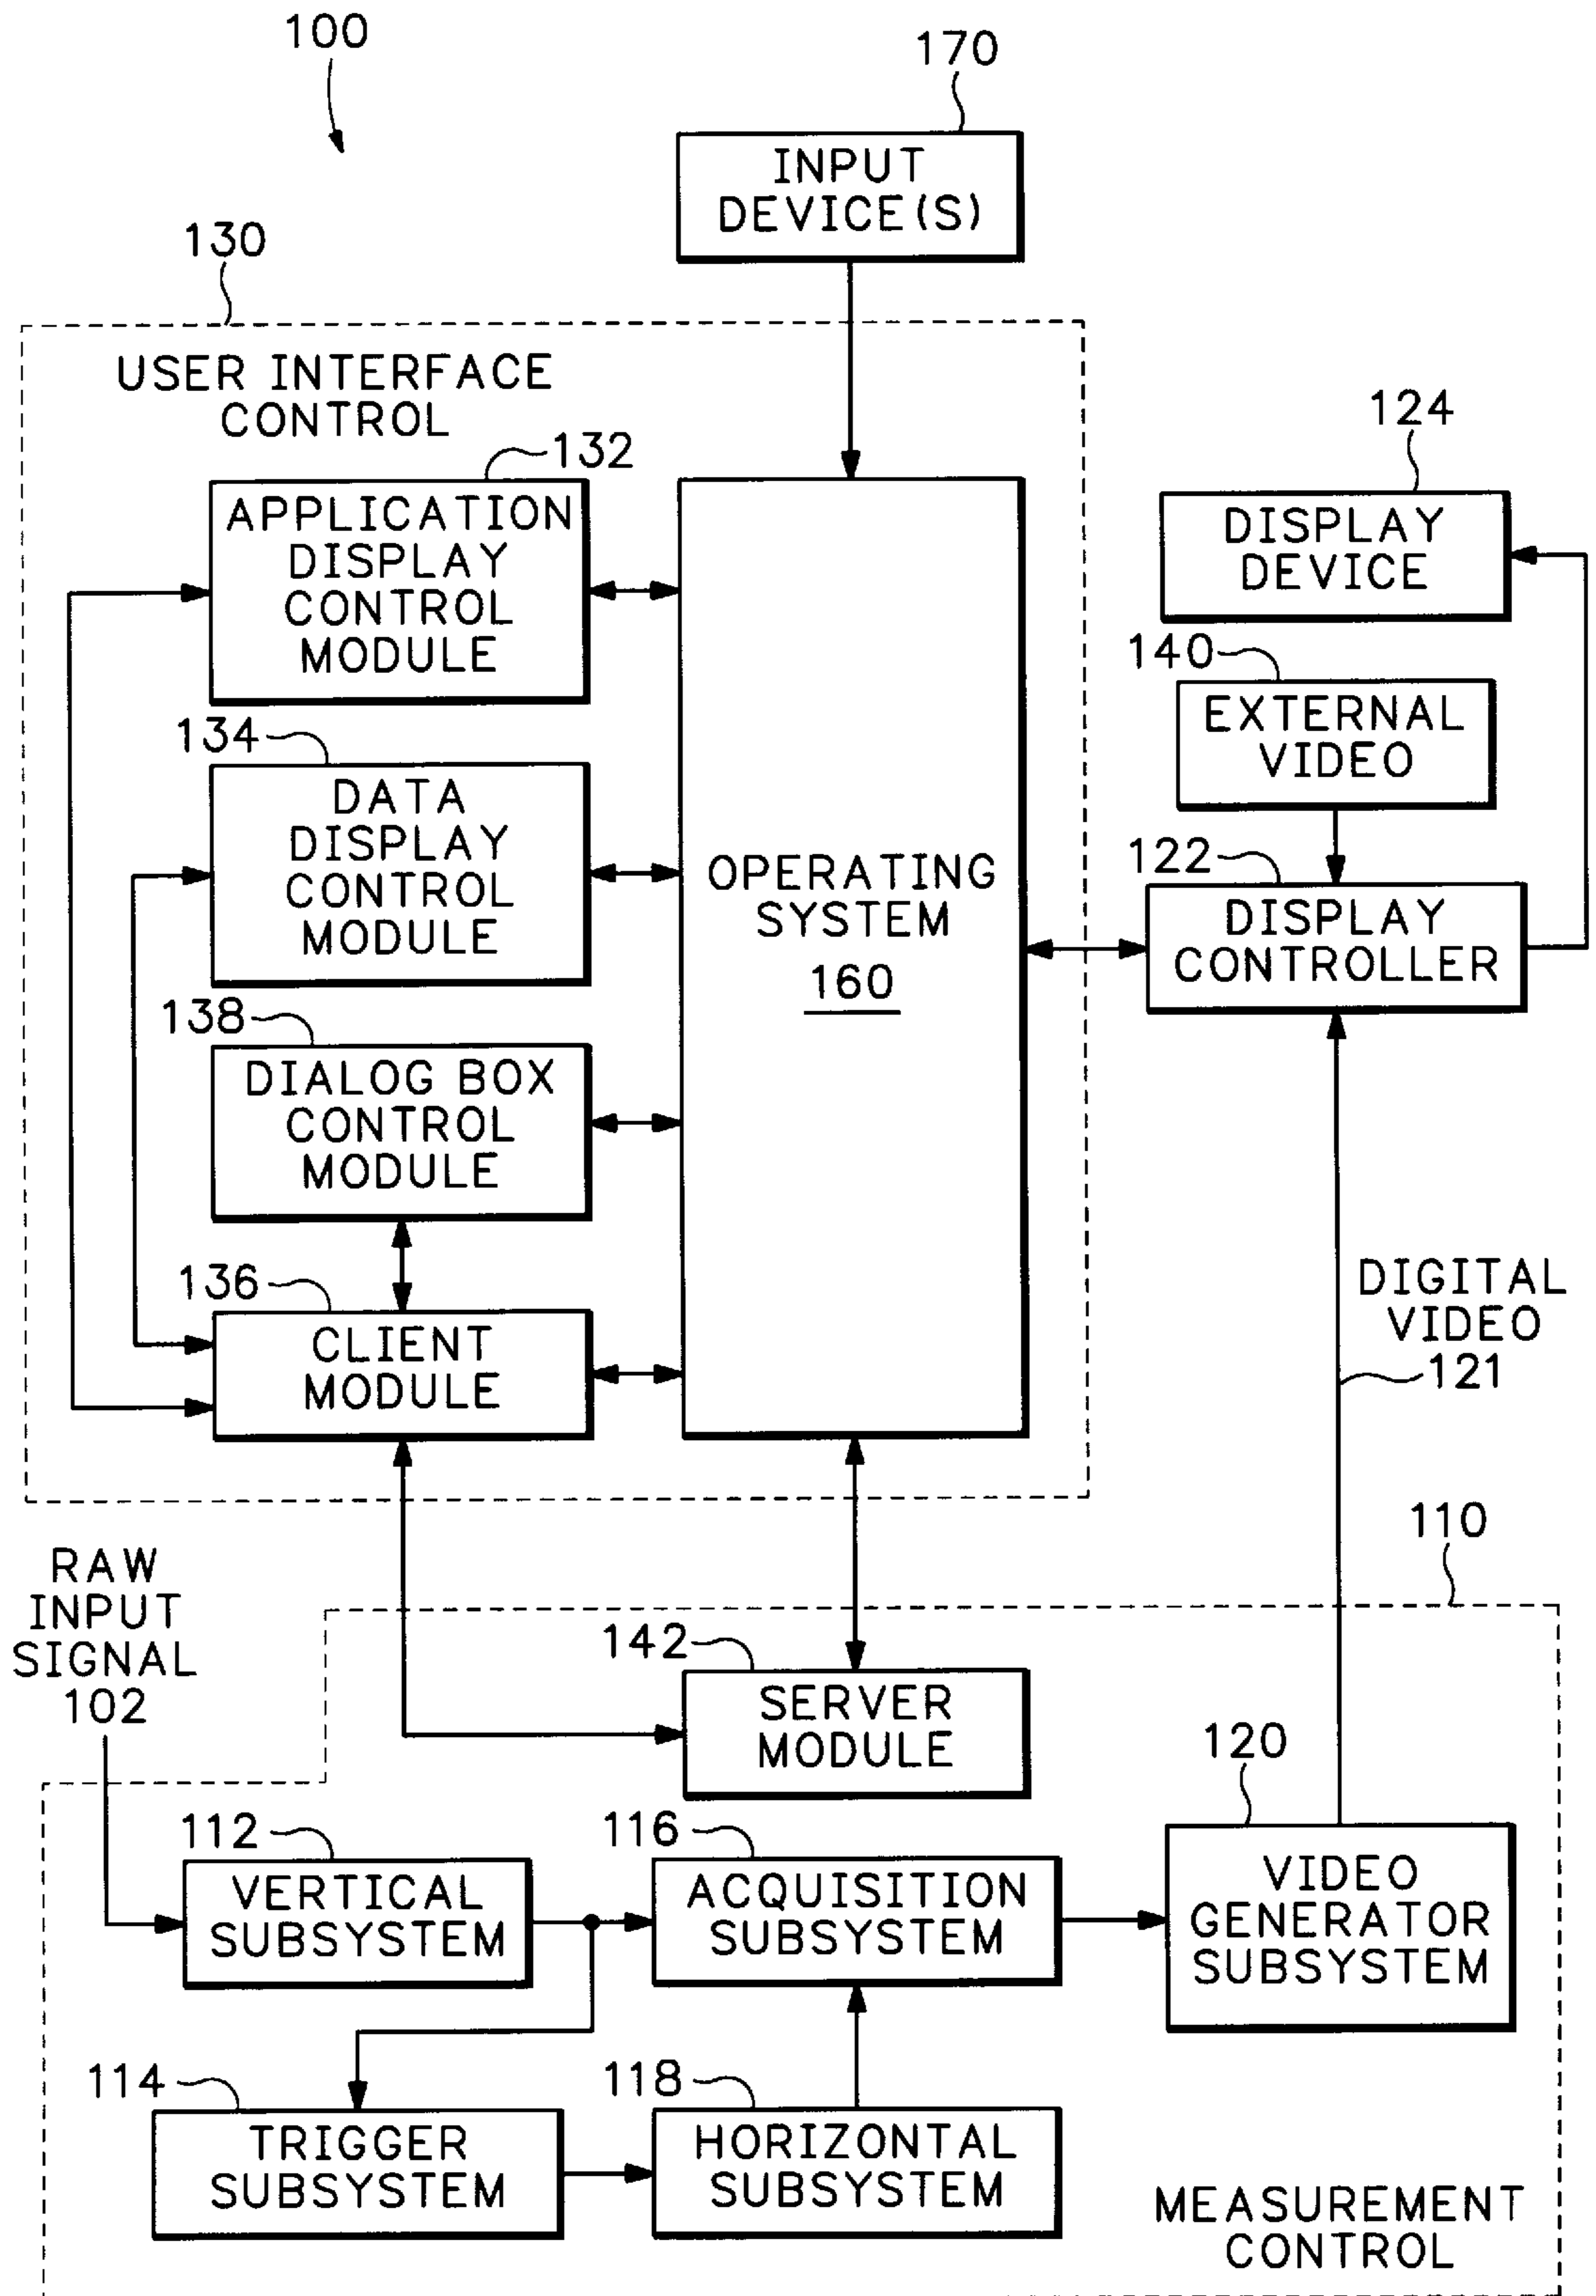 100
170
INPUT
DEVICE(S)
130
USER INTERFACE
CONTROL
132
APPLICATION
DISPLAY
CONTROL
MODULE
124
DISPLAY
DEVICE
140
EXTERNAL
VIDEO
134
DATA
DISPLAY
CONTROL
MODULE
OPERATING
SYSTEM
160
122
DISPLAY
CONTROLLER
138
DIALOG BOX
CONTROL
MODULE
136
CLIENT
MODULE
DIGITAL
VIDEO
121
110
RAW
INPUT
SIGNAL
102
142
SERVER
MODULE
120
VIDEO
GENERATOR
SUBSYSTEM
112
VERTICAL
SUBSYSTEM
116
ACQUISITION
SUBSYSTEM
114
TRIGGER
SUBSYSTEM
118
HORIZONTAL
SUBSYSTEM
MEASUREMENT
CONTROL